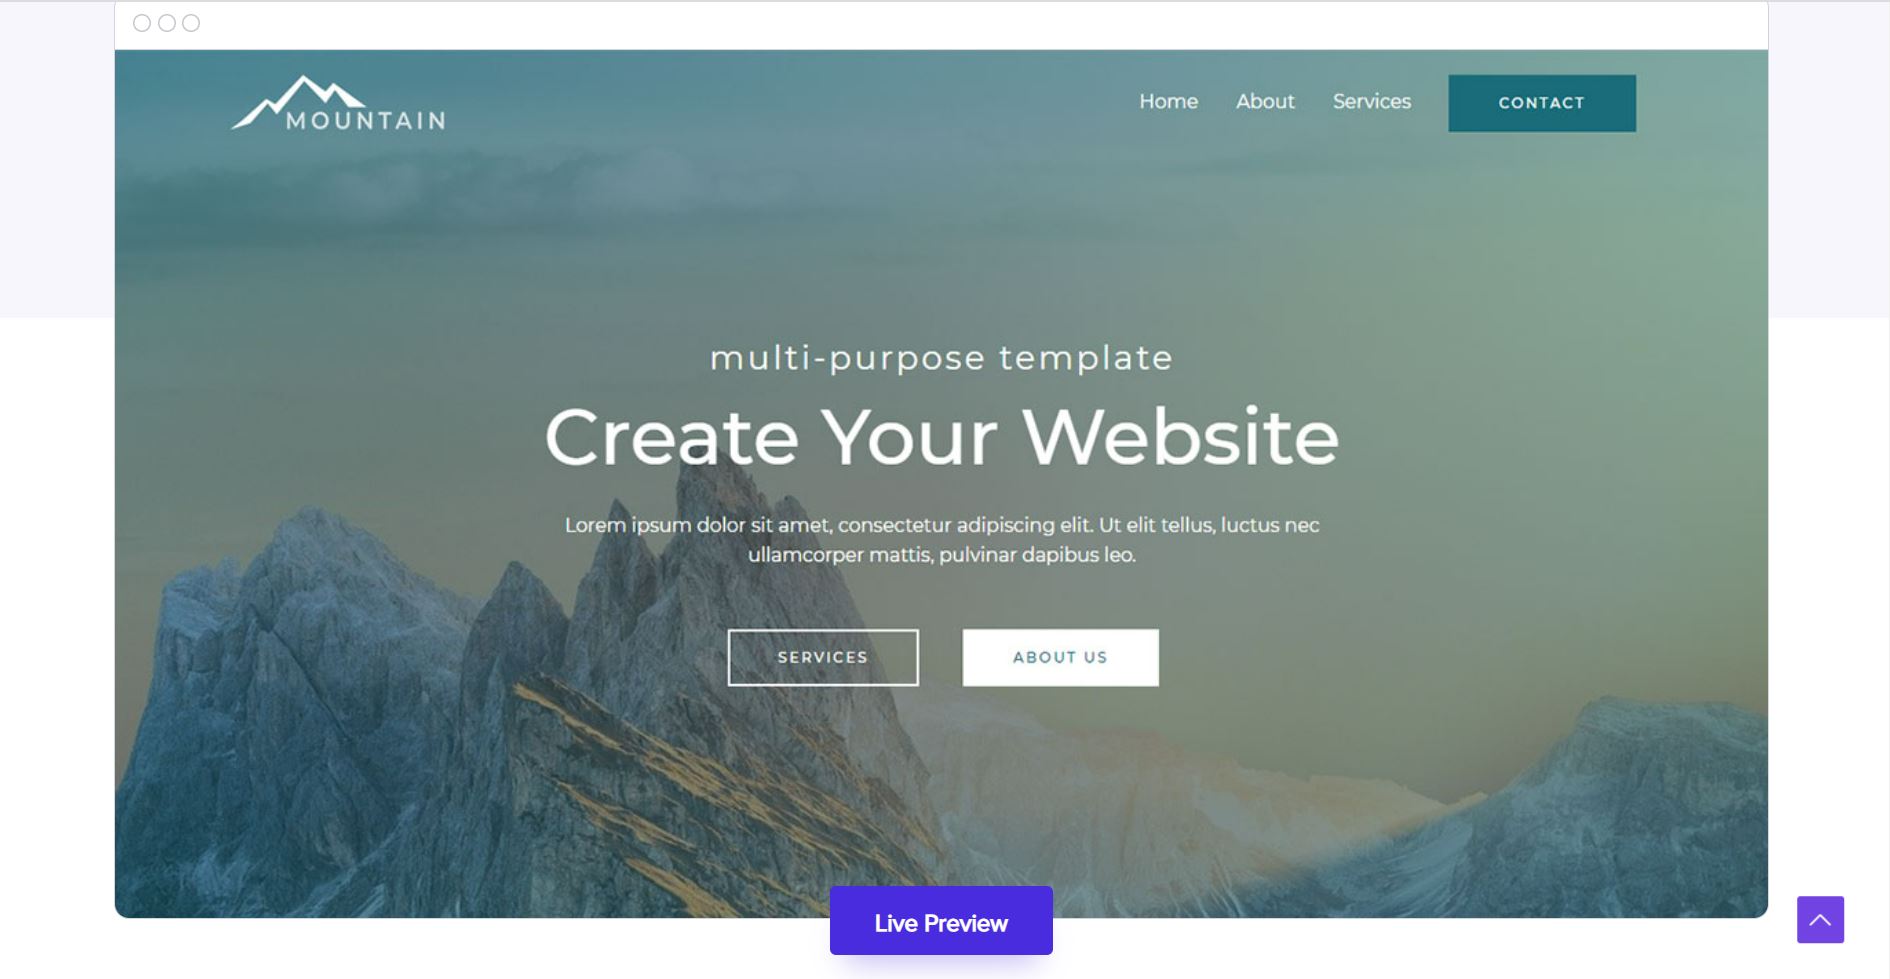 MOUNTAIN
Home About Services CONTACT
multi-purpose template
Create Your Website
Lorem ipsum dolor sit amet, consectetur adipiscing elit. Ut elit tellus, luctus nec
ullamcorper mattis, pulvinar dapibus leo.
SERVICES ABOUT US
Live Preview